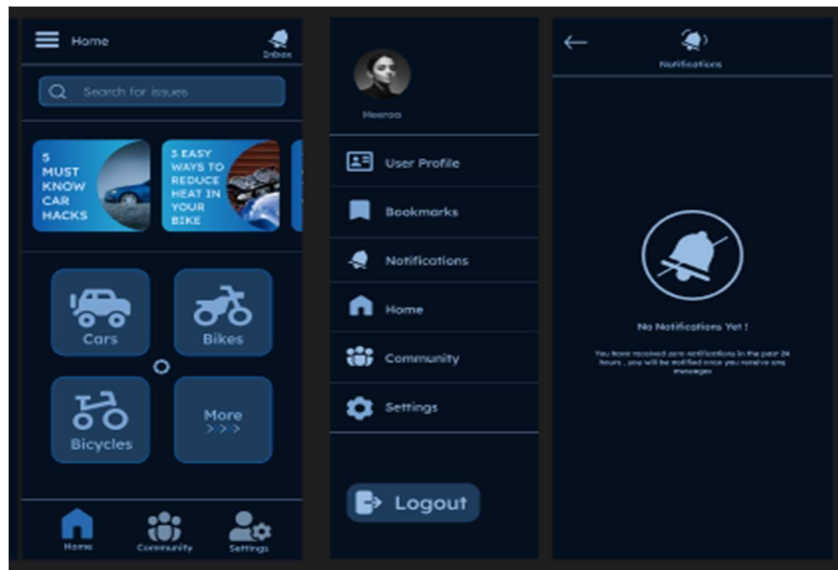 Home
Inbox
Search for issues
5
MUST
KNOW
CAR
HACKS
3 EASY
WAYS TO
REDUCE
HEAT IN
YOUR
BIKE
Cars
Bikes
Bicycles
More
>>>>
Home
Community
Settings
Heeraa
User Profile
Bookmarks
Notifications
Home
Community
Settings
Logout
Notifications
No Notifications Yet !
You have received zero notifications in the past 24
hours , you will be notified once you receive any
messages